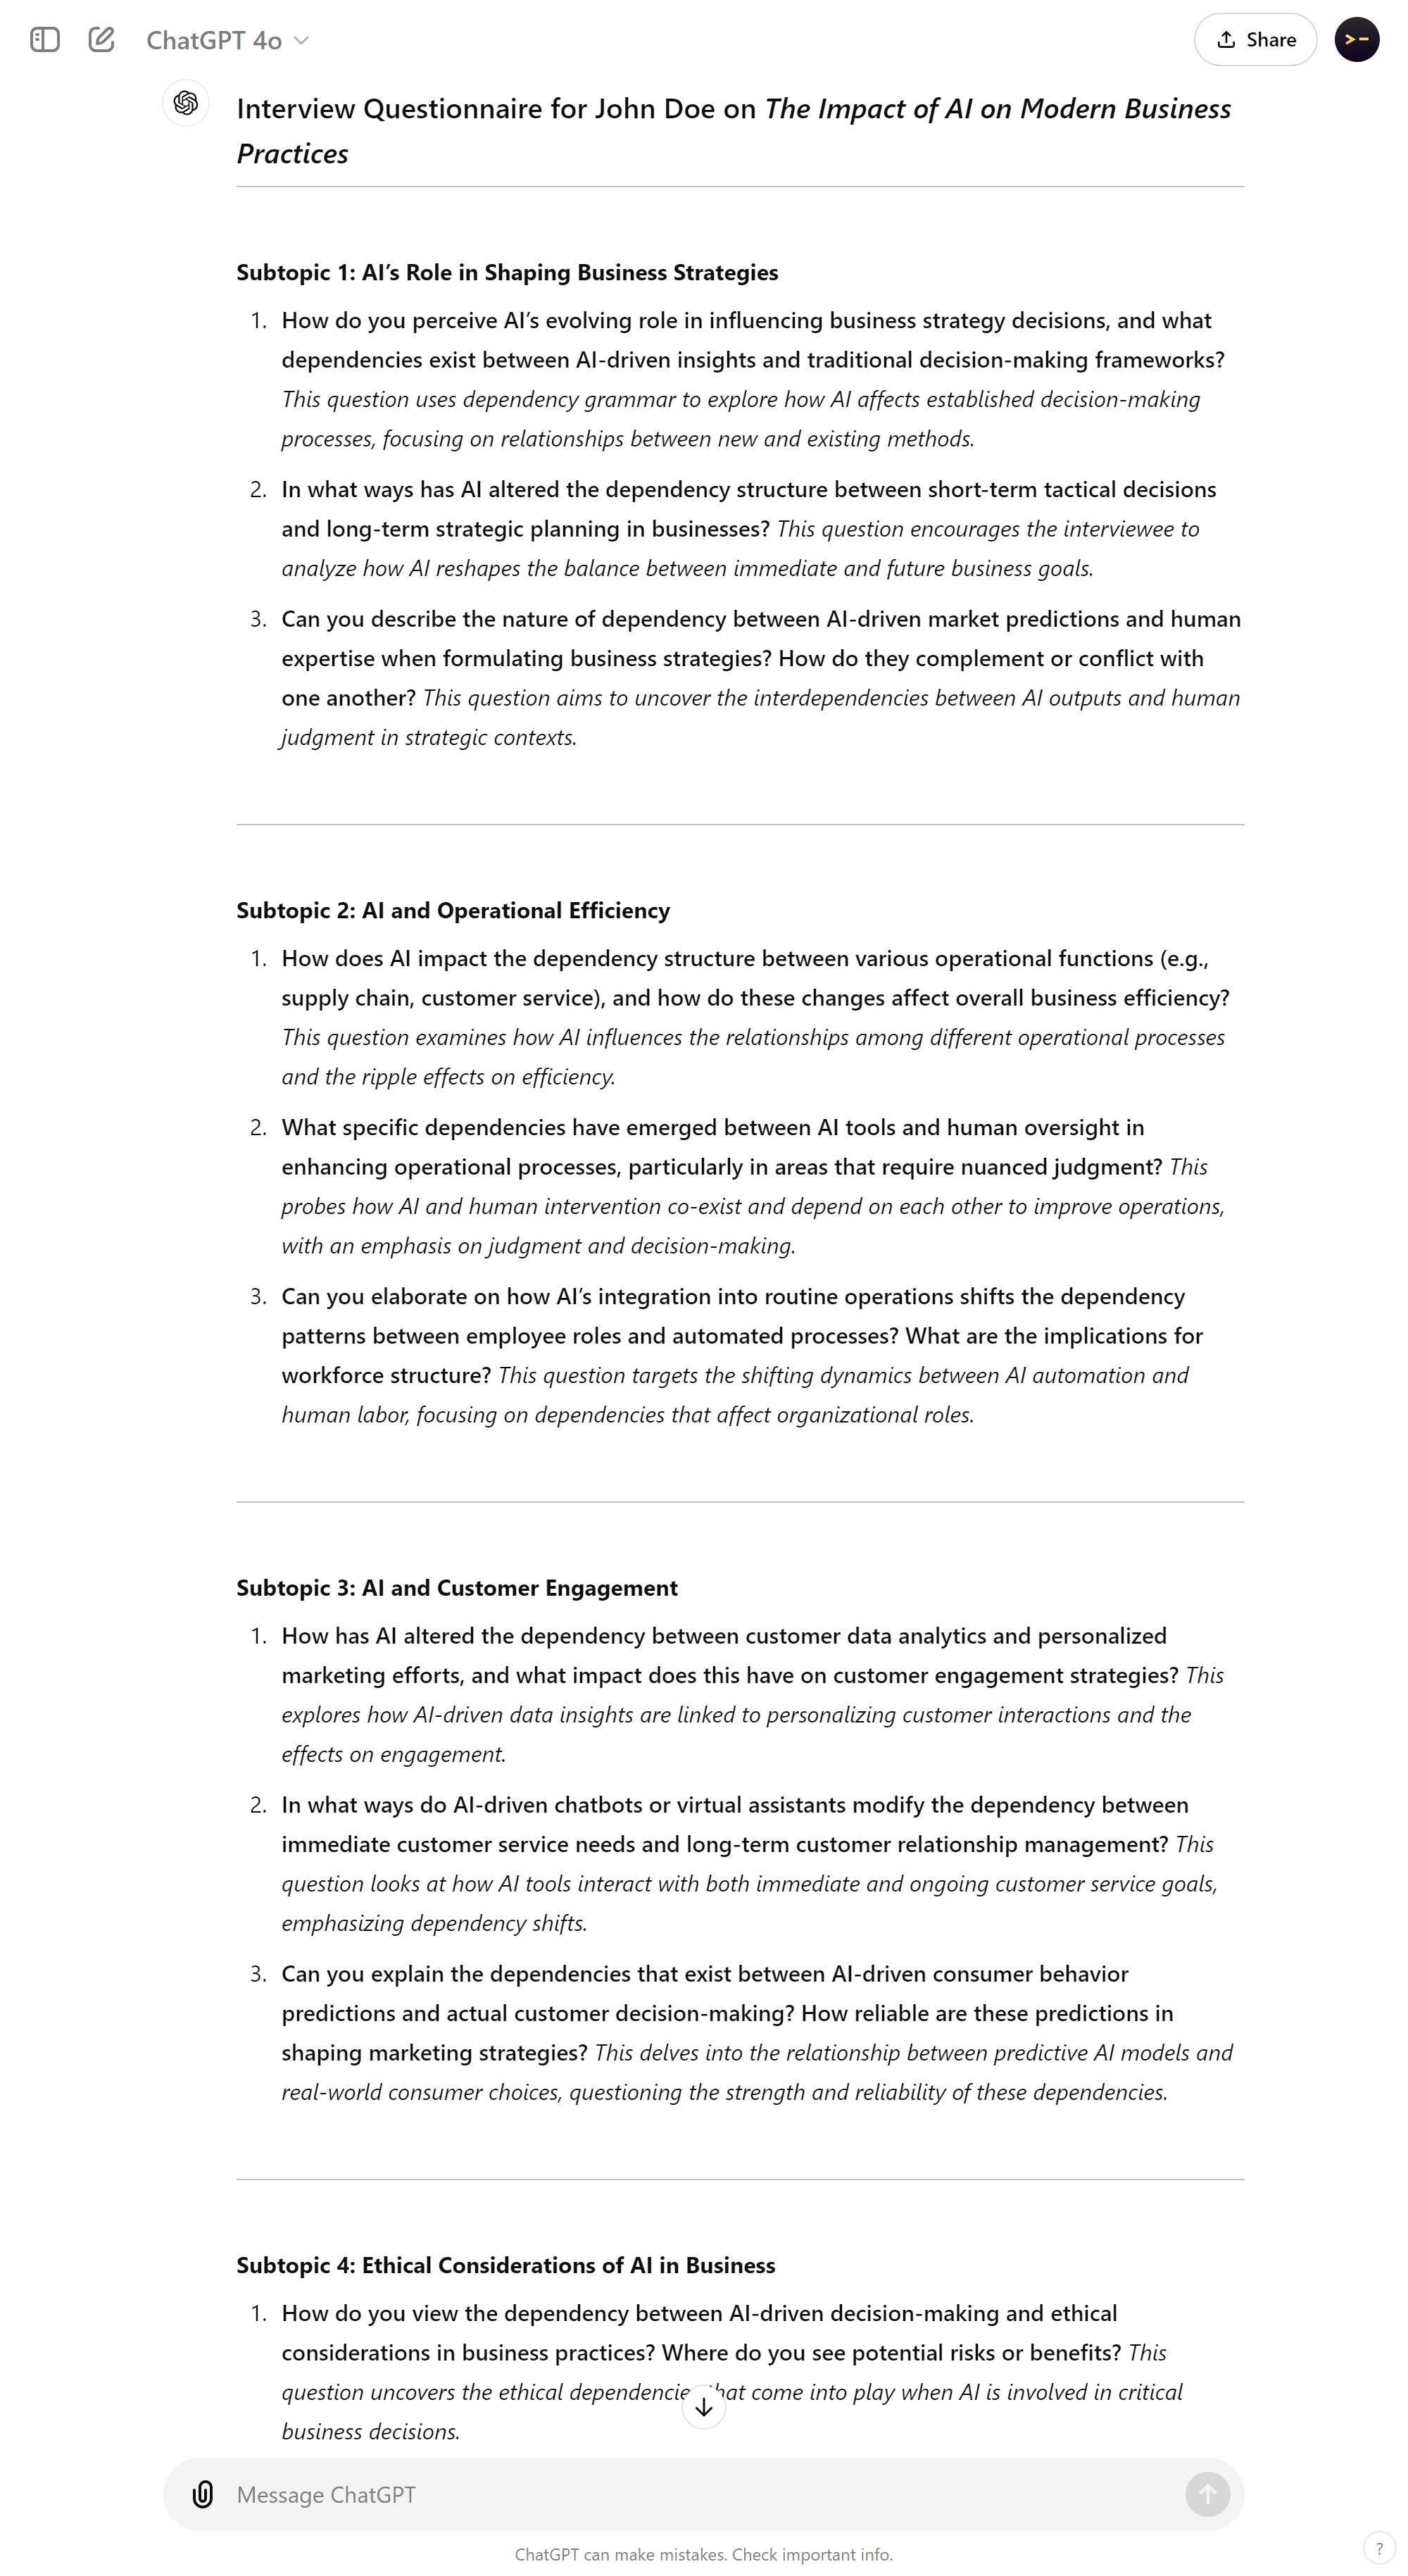 ChatGPT 4o
Share
Interview Questionnaire for John Doe on The Impact of AI on Modern Business
Practices
Subtopic 1: AI’s Role in Shaping Business Strategies
1. How do you perceive AI’s evolving role in influencing business strategy decisions, and what
dependencies exist between AI-driven insights and traditional decision-making frameworks?
This question uses dependency grammar to explore how AI affects established decision-making
processes, focusing on relationships between new and existing methods.
2. In what ways has AI altered the dependency structure between short-term tactical decisions
and long-term strategic planning in businesses? This question encourages the interviewee to
analyze how AI reshapes the balance between immediate and future business goals.
3. Can you describe the nature of dependency between AI-driven market predictions and human
expertise when formulating business strategies? How do they complement or conflict with
one another? This question aims to uncover the interdependencies between AI outputs and human
judgment in strategic contexts.
Subtopic 2: AI and Operational Efficiency
1. How does AI impact the dependency structure between various operational functions (e.g.,
supply chain, customer service), and how do these changes affect overall business efficiency?
This question examines how AI influences the relationships among different operational processes
and the ripple effects on efficiency.
2. What specific dependencies have emerged between AI tools and human oversight in
enhancing operational processes, particularly in areas that require nuanced judgment? This
probes how AI and human intervention co-exist and depend on each other to improve operations,
with an emphasis on judgment and decision-making.
3. Can you elaborate on how AI’s integration into routine operations shifts the dependency
patterns between employee roles and automated processes? What are the implications for
workforce structure? This question targets the shifting dynamics between AI automation and
human labor, focusing on dependencies that affect organizational roles.
Subtopic 3: AI and Customer Engagement
1. How has AI altered the dependency between customer data analytics and personalized
marketing efforts, and what impact does this have on customer engagement strategies? This
explores how AI-driven data insights are linked to personalizing customer interactions and the
effects on engagement.
2. In what ways do AI-driven chatbots or virtual assistants modify the dependency between
immediate customer service needs and long-term customer relationship management? This
question looks at how AI tools interact with both immediate and ongoing customer service goals,
emphasizing dependency shifts.
3. Can you explain the dependencies that exist between AI-driven consumer behavior
predictions and actual customer decision-making? How reliable are these predictions in
shaping marketing strategies? This delves into the relationship between predictive AI models and
real-world consumer choices, questioning the strength and reliability of these dependencies.
Subtopic 4: Ethical Considerations of AI in Business
1. How do you view the dependency between AI-driven decision-making and ethical
considerations in business practices? Where do you see potential risks or benefits? This
question uncovers the ethical dependencies that come into play when AI is involved in critical
business decisions.
Message ChatGPT
ChatGPT can make mistakes. Check important info.
?